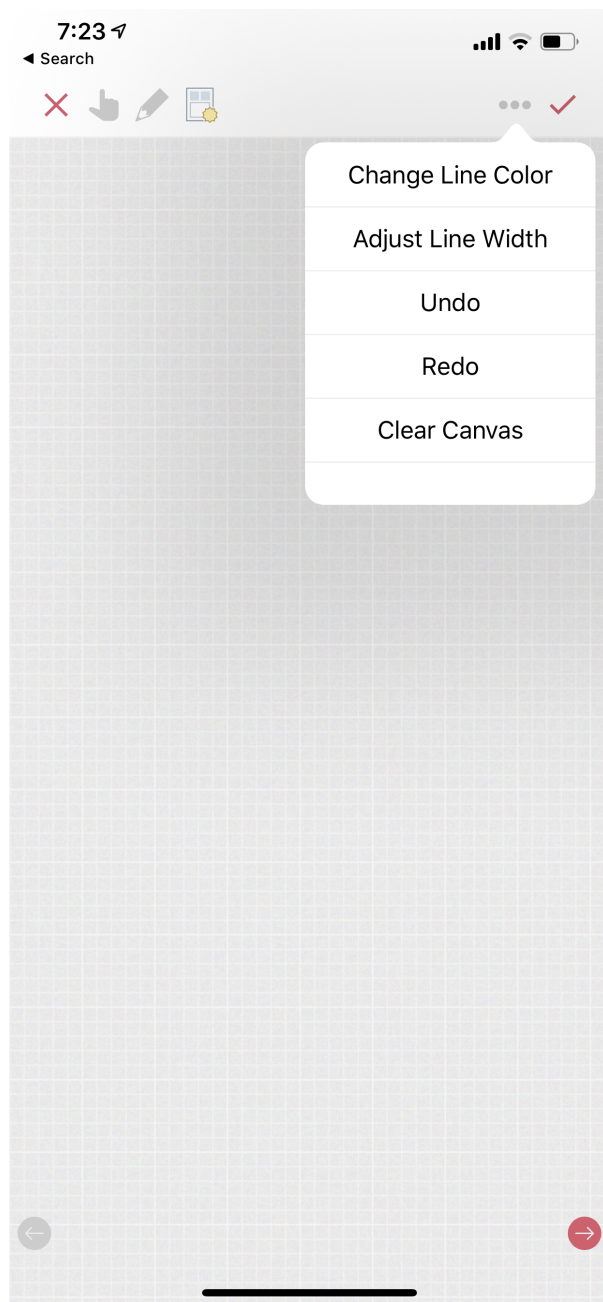 7:23
◀ Search
Change Line Color
Adjust Line Width
Undo
Redo
Clear Canvas